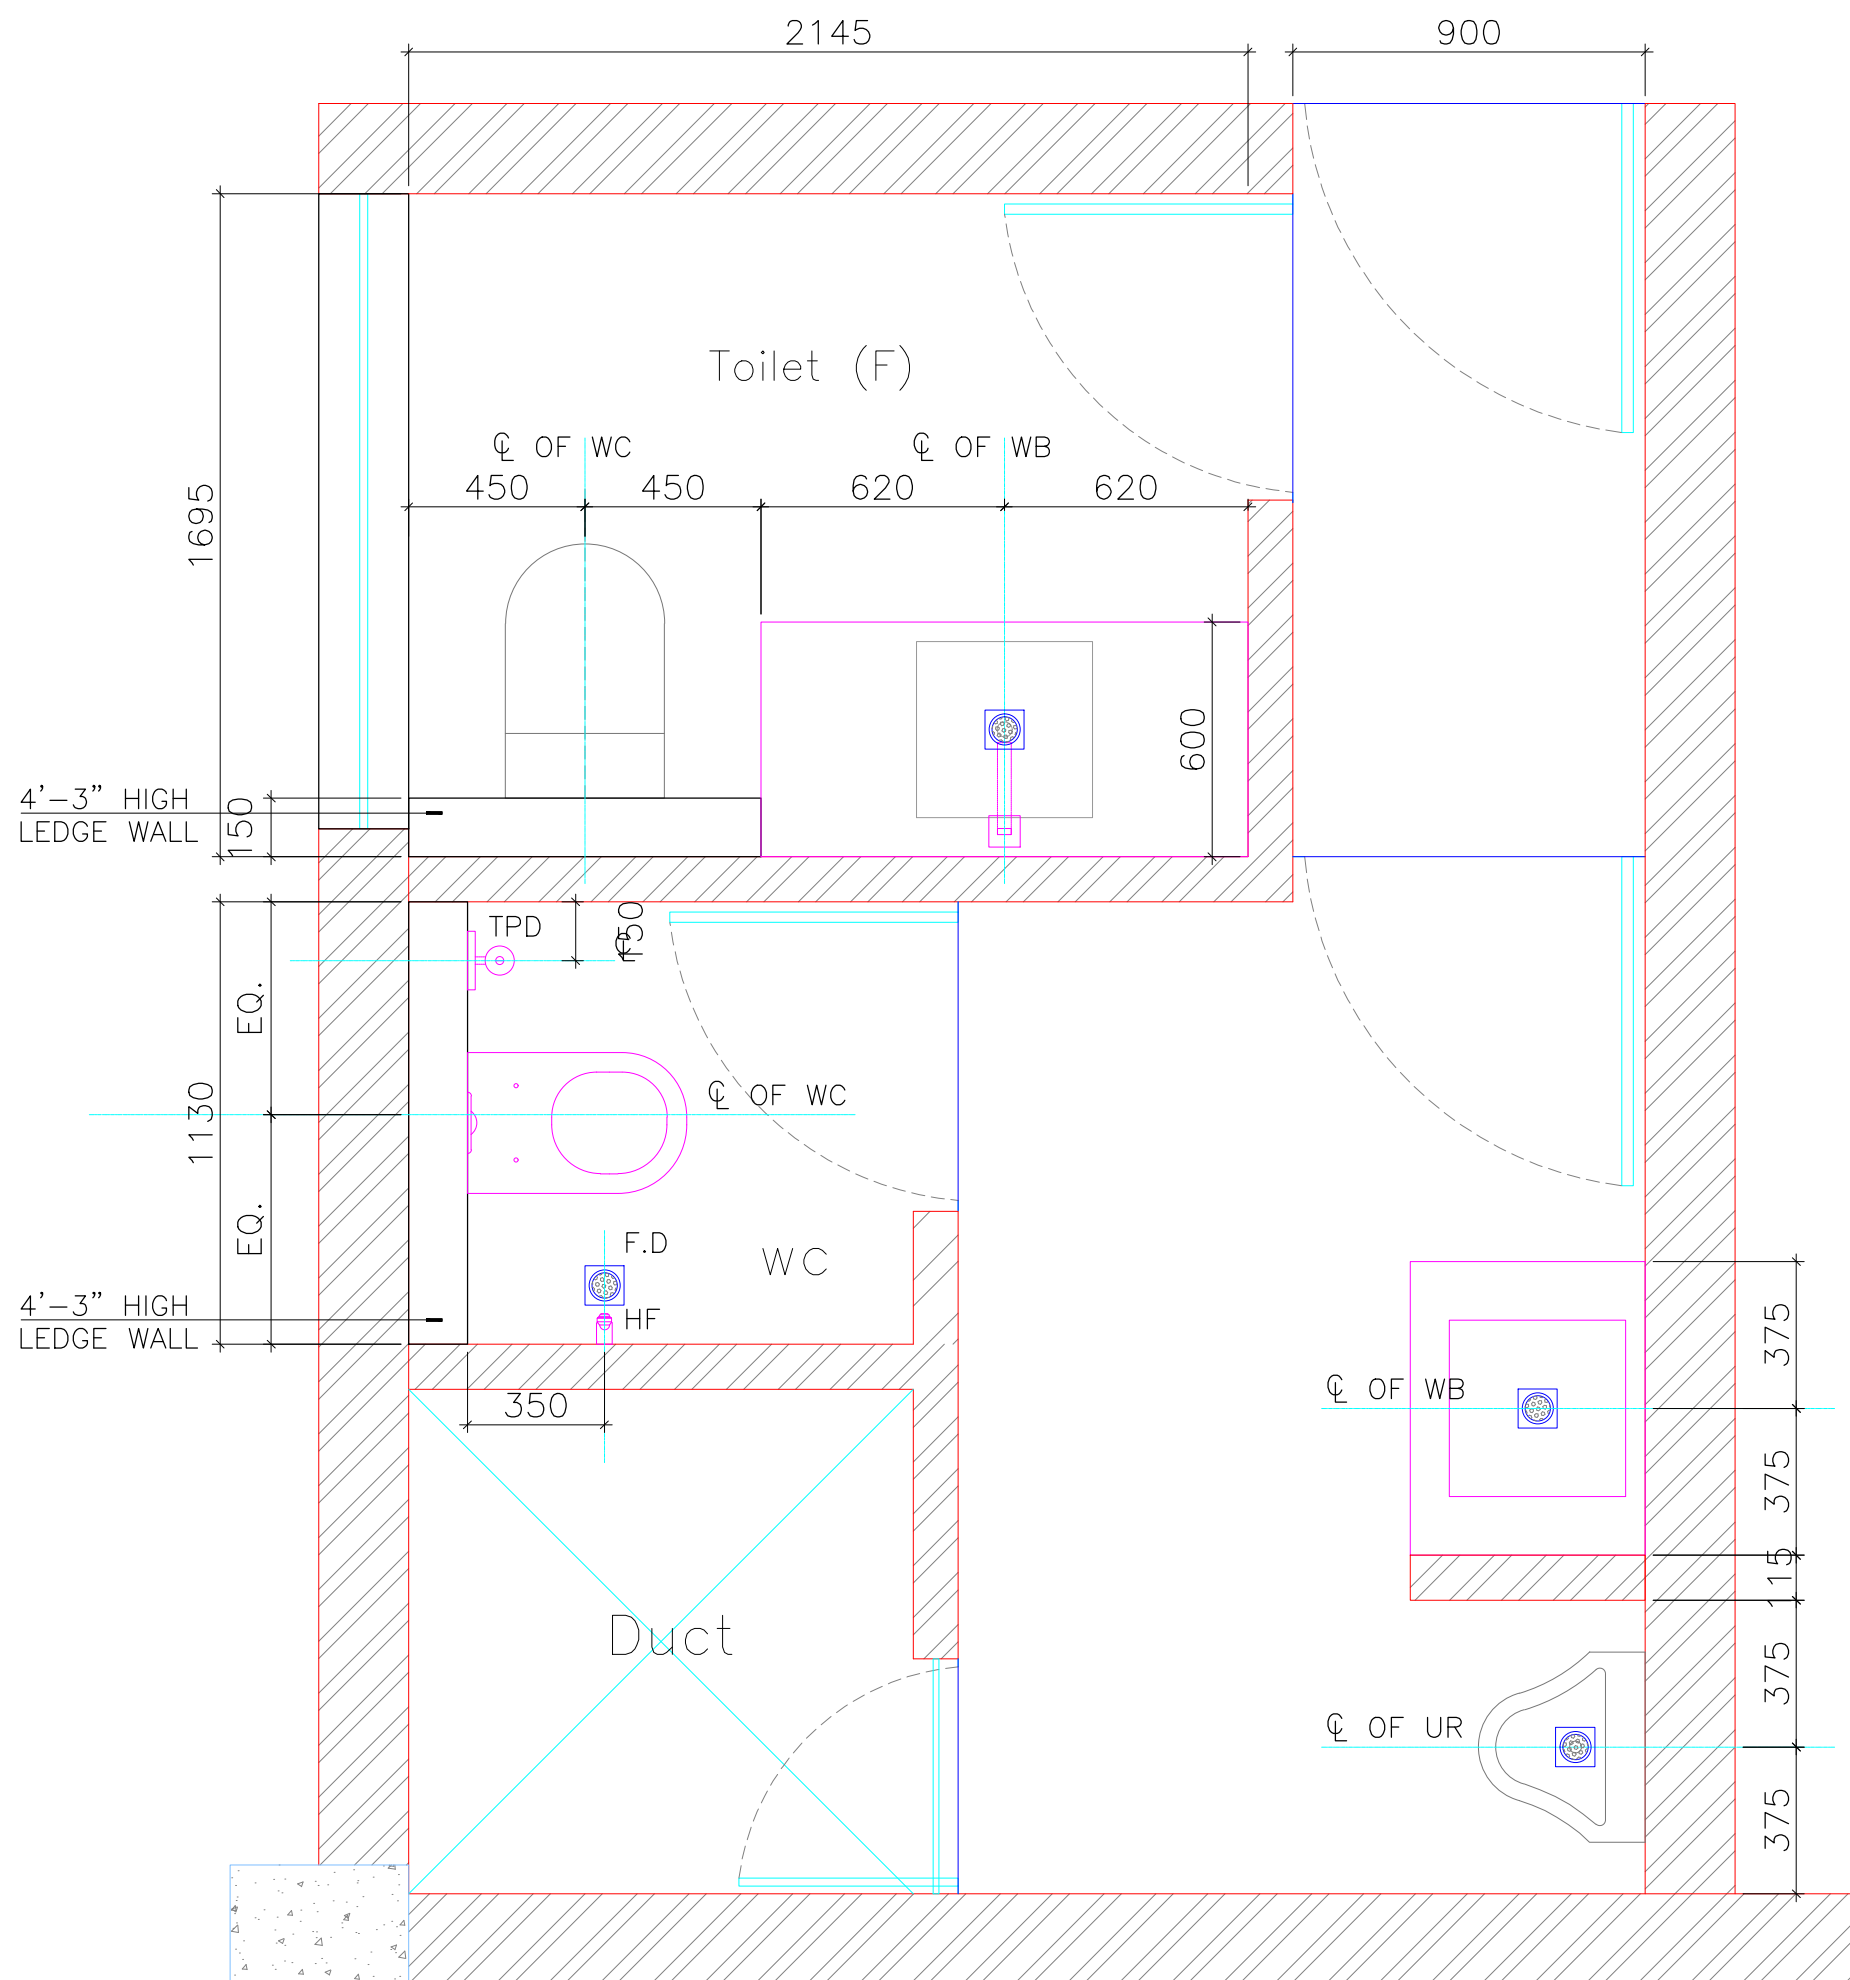 2145
900
Toilet (F)
℄ OF WC
℄ OF WB
450
450
620
620
1695
600
4'-3" HIGH
LEDGE WALL
150
TPD
℄
150
EQ.
1130
℄ OF WC
EQ.
F.D
WC
HF
4'-3" HIGH
LEDGE WALL
350
375
℄ OF WB
375
115
Duct
375
℄ OF UR
375